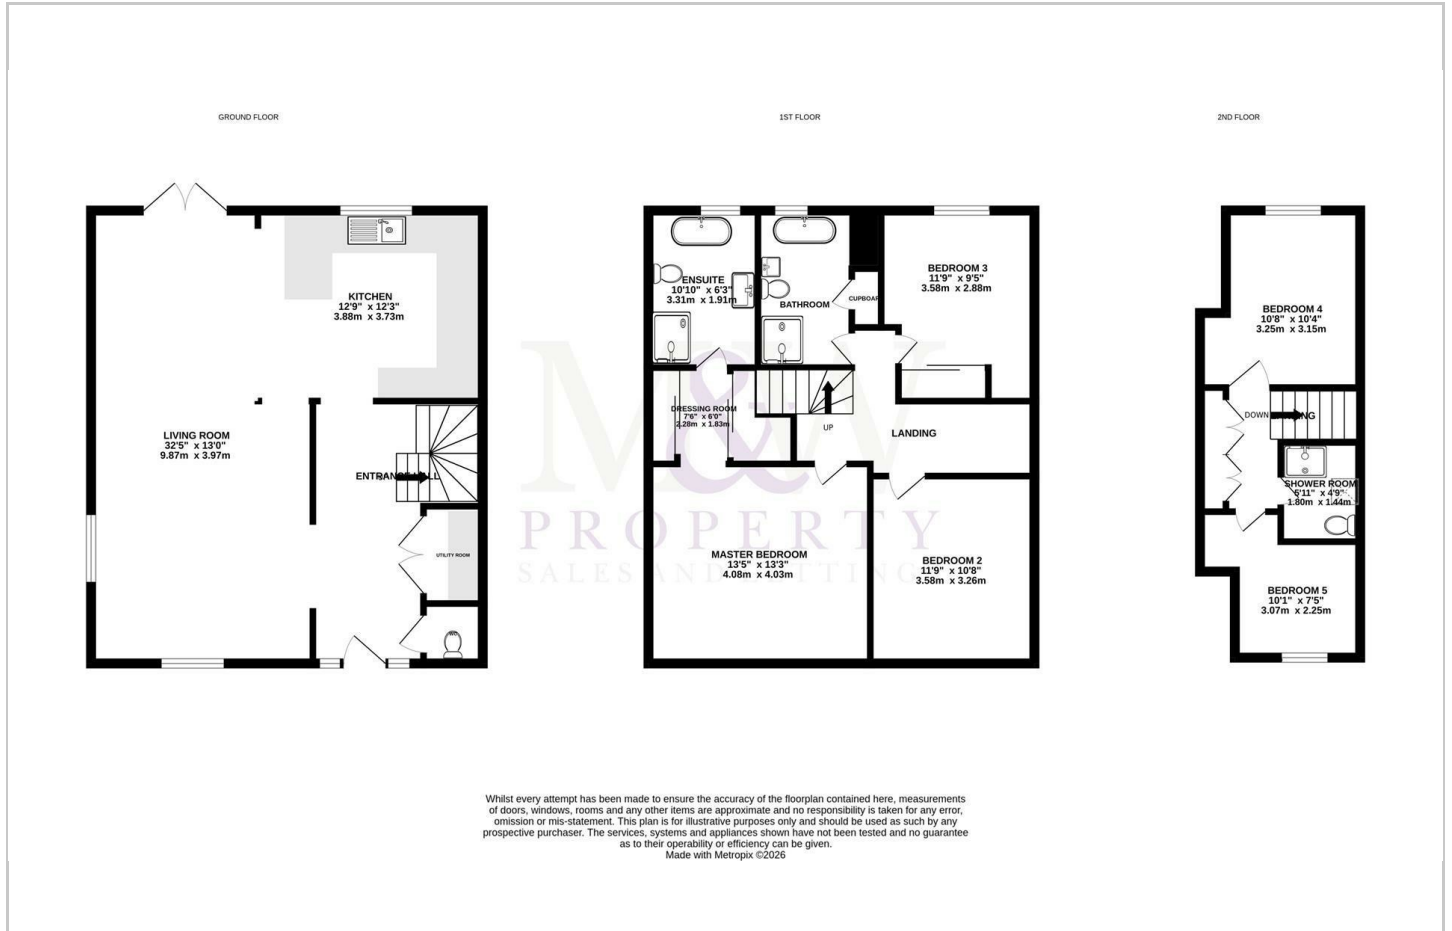 GROUND FLOOR
1ST FLOOR
2ND FLOOR
KITCHEN
12'9" x 12'3"
3.88m x 3.73m
LIVING ROOM
32'5" x 13'0"
9.87m x 3.97m
ENTRANCE HALL
UTILITY ROOM
WC
ENSUITE
10'10" x 6'3"
3.31m x 1.91m
BATHROOM
CUPBOAR
BEDROOM 3
11'9" x 9'5"
3.58m x 2.88m
DRESSING ROOM
7'6" x 6'0"
2.28m x 1.83m
UP
LANDING
MASTER BEDROOM
13'5" x 13'3"
4.08m x 4.03m
BEDROOM 2
11'9" x 10'8"
3.58m x 3.26m
BEDROOM 4
10'8" x 10'4"
3.25m x 3.15m
DOWN
LANDING
SHOWER ROOM
5'11" x 4'9"
1.80m x 1.44m
BEDROOM 5
10'1" x 7'5"
3.07m x 2.25m
M&W
PROPERTY
SALES AND LETTINGS
Whilst every attempt has been made to ensure the accuracy of the floorplan contained here, measurements
of doors, windows, rooms and any other items are approximate and no responsibility is taken for any error,
omission or mis-statement. This plan is for illustrative purposes only and should be used as such by any
prospective purchaser. The services, systems and appliances shown have not been tested and no guarantee
as to their operability or efficiency can be given.
Made with Metropix ©2026